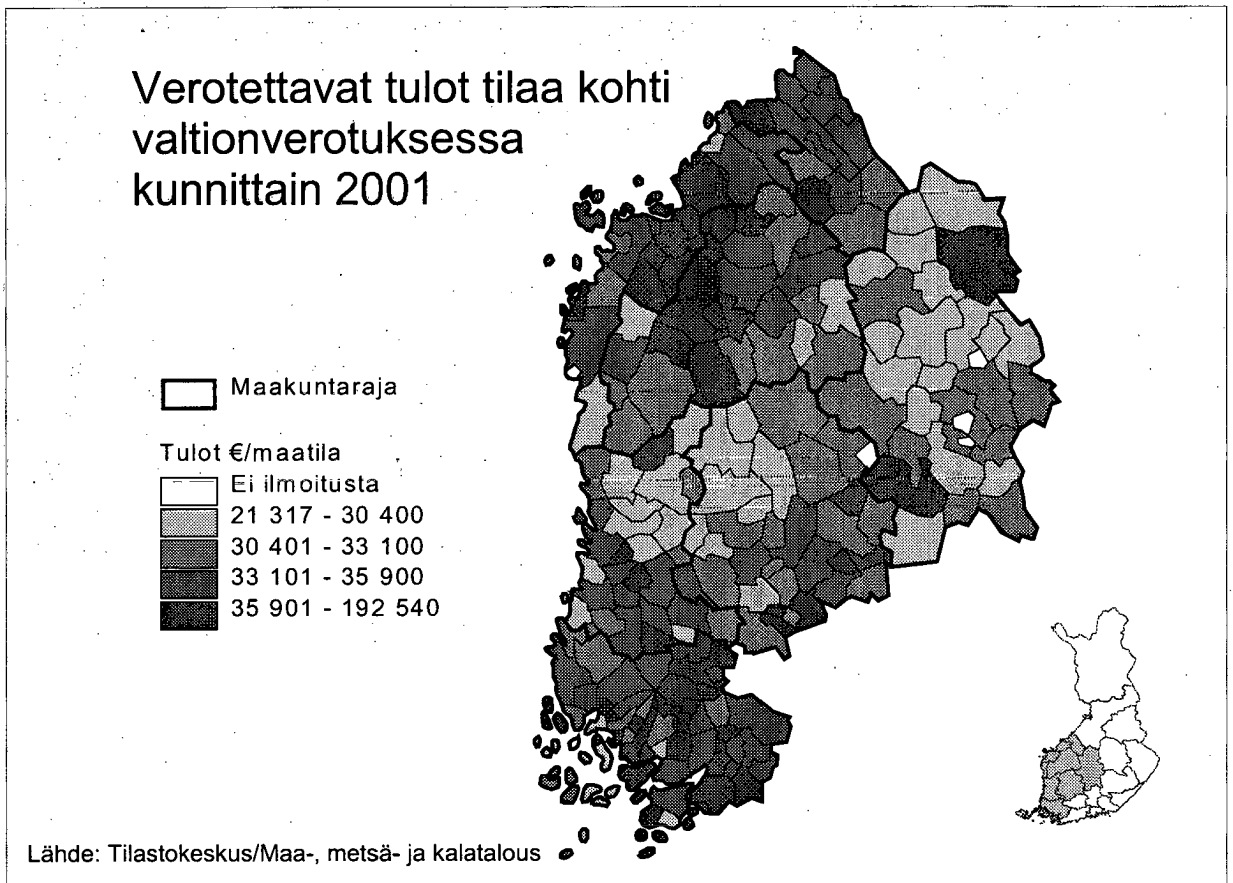 Verotettavat tulot tilaa kohti
valtionverotuksessa
kunnittain 2001
Maakuntaraja
Tulot €/maatila
Ei ilmoitusta
21 317 - 30 400
30 401 - 33 100
33 101 - 35 900
35 901 - 192 540
Lähde: Tilastokeskus/Maa-, metsä- ja kalatalous